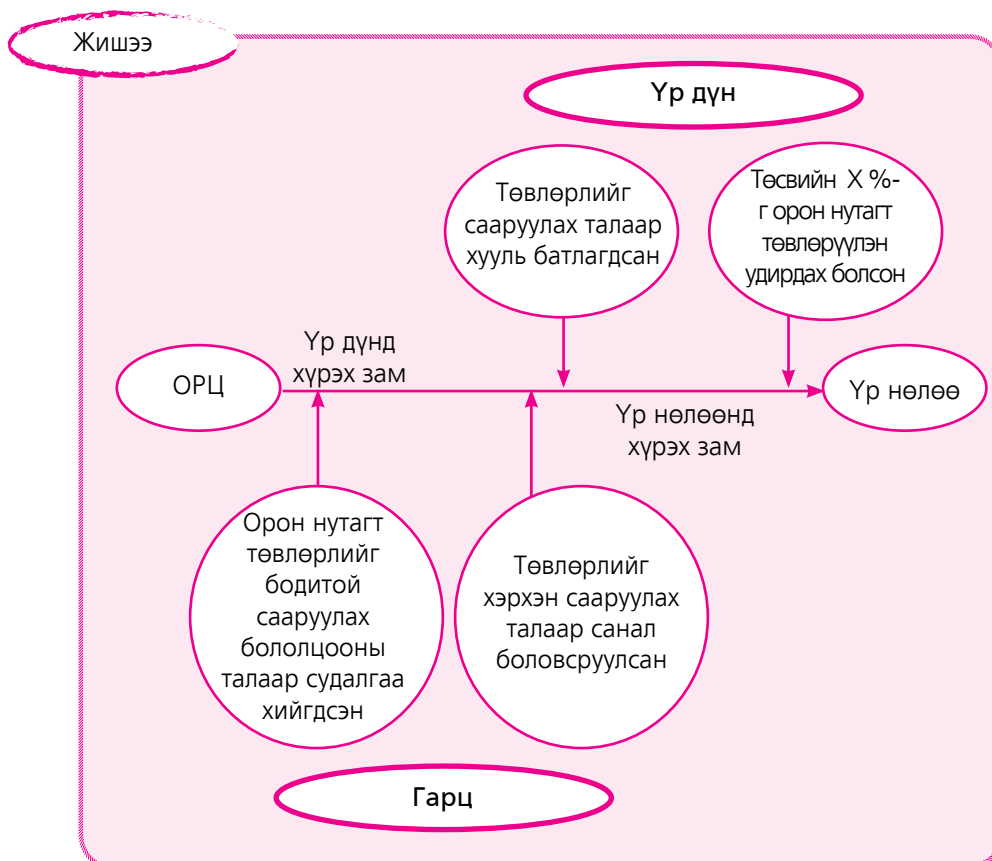 Жишээ
Үр дүн
Төвлөрлийг
сааруулах талаар
хууль батлагдсан
Төсвийн X %-
г орон нутагт
төвлөрүүлэн
удирдах болсон
Үр дүнд
хүрэх зам
ОРЦ
Үр нөлөө
Үр нөлөөнд
хүрэх зам
Орон нутагт
төвлөрлийг
бодитой
сааруулах
бололцооны
талаар судалгаа
хийгдсэн
Төвлөрлийг
хэрхэн сааруулах
талаар санал
боловсруулсан
Гарц